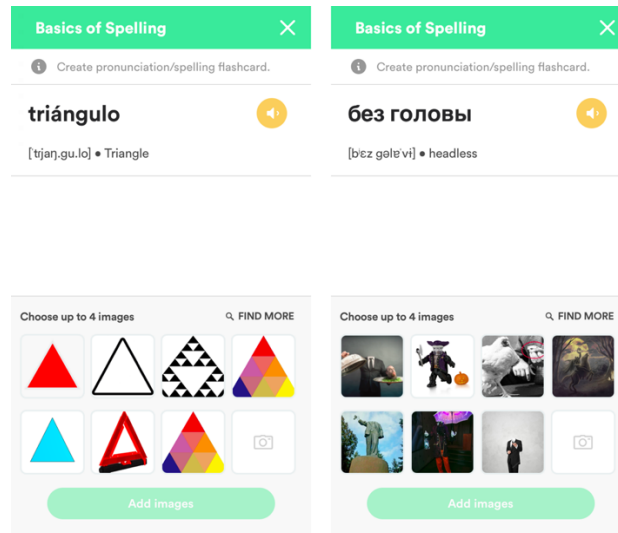 Basics of Spelling
Create pronunciation/spelling flashcard.
triángulo
[ˈtɾjaŋ.gu.lo] • Triangle
Choose up to 4 images
FIND MORE
Add images
Basics of Spelling
Create pronunciation/spelling flashcard.
без головы
[bʲɛz gəlɐˈvɨ] • headless
Choose up to 4 images
FIND MORE
Add images